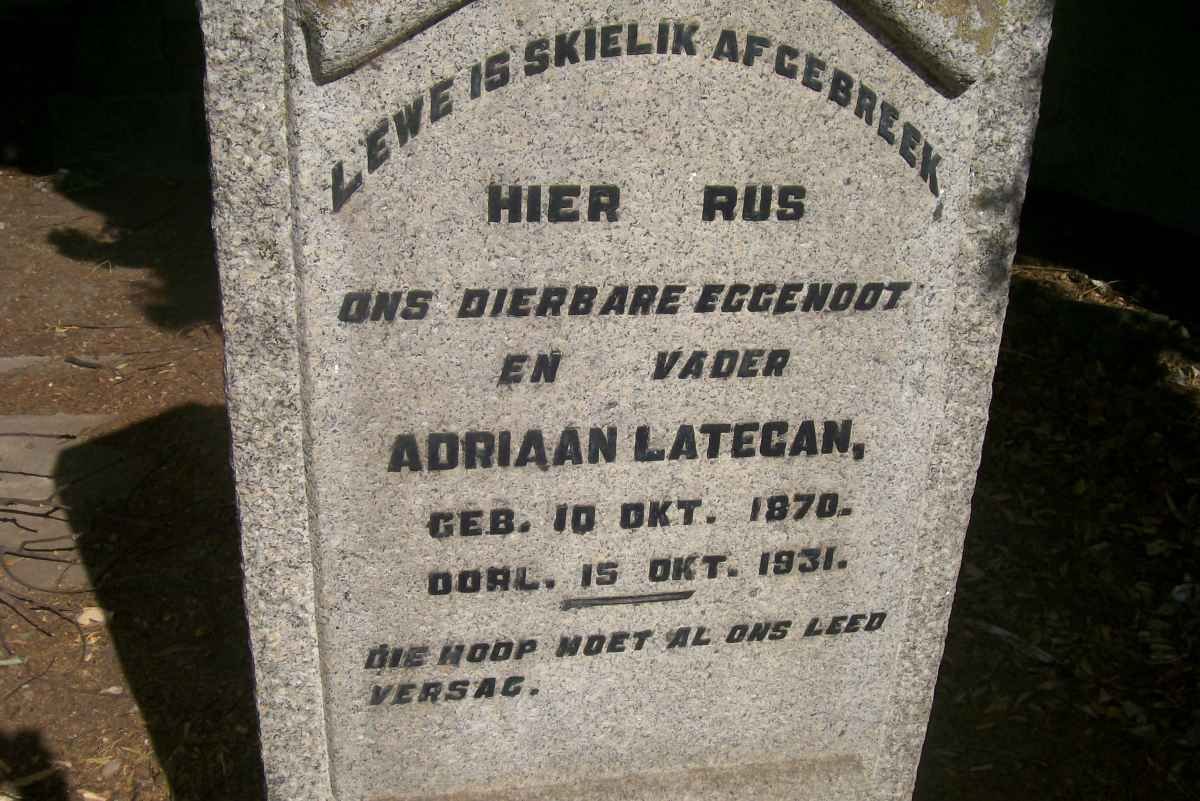 LEWE IS SKIELIK AFGEBREEK
HIER RUS
ONS DIERBARE EGGENOOT
EN VADER
ADRIAAN LATEGAN,
GEB. 10 OKT. 1870.
OORL. 15 OKT. 1931.
DIE HOOP MOET AL ONS LEED
VERSAG.